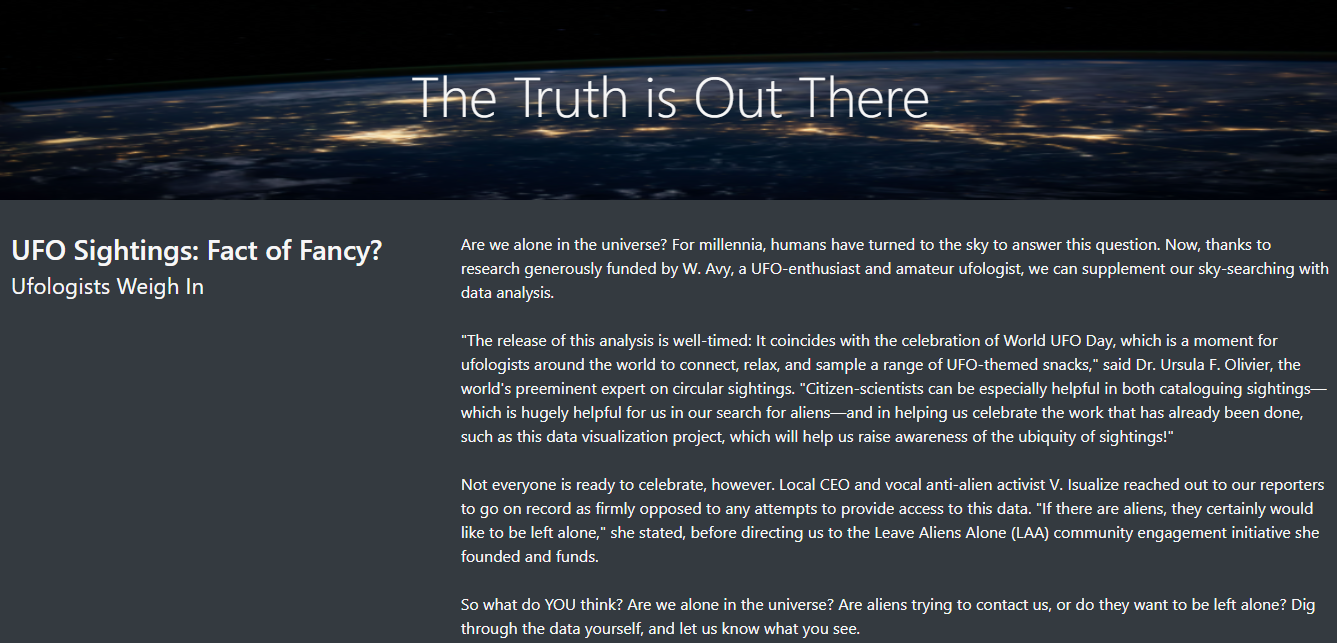 The Truth is Out There
UFO Sightings: Fact of Fancy?
Ufologists Weigh In
Are we alone in the universe? For millennia, humans have turned to the sky to answer this question. Now, thanks to
research generously funded by W. Avy, a UFO-enthusiast and amateur ufologist, we can supplement our sky-searching with
data analysis.
"The release of this analysis is well-timed: It coincides with the celebration of World UFO Day, which is a moment for
ufologists around the world to connect, relax, and sample a range of UFO-themed snacks," said Dr. Ursula F. Olivier, the
world's preeminent expert on circular sightings. "Citizen-scientists can be especially helpful in both cataloguing sightings—
which is hugely helpful for us in our search for aliens—and in helping us celebrate the work that has already been done,
such as this data visualization project, which will help us raise awareness of the ubiquity of sightings!"
Not everyone is ready to celebrate, however. Local CEO and vocal anti-alien activist V. Isualize reached out to our reporters
to go on record as firmly opposed to any attempts to provide access to this data. "If there are aliens, they certainly would
like to be left alone," she stated, before directing us to the Leave Aliens Alone (LAA) community engagement initiative she
founded and funds.
So what do YOU think? Are we alone in the universe? Are aliens trying to contact us, or do they want to be left alone? Dig
through the data yourself, and let us know what you see.